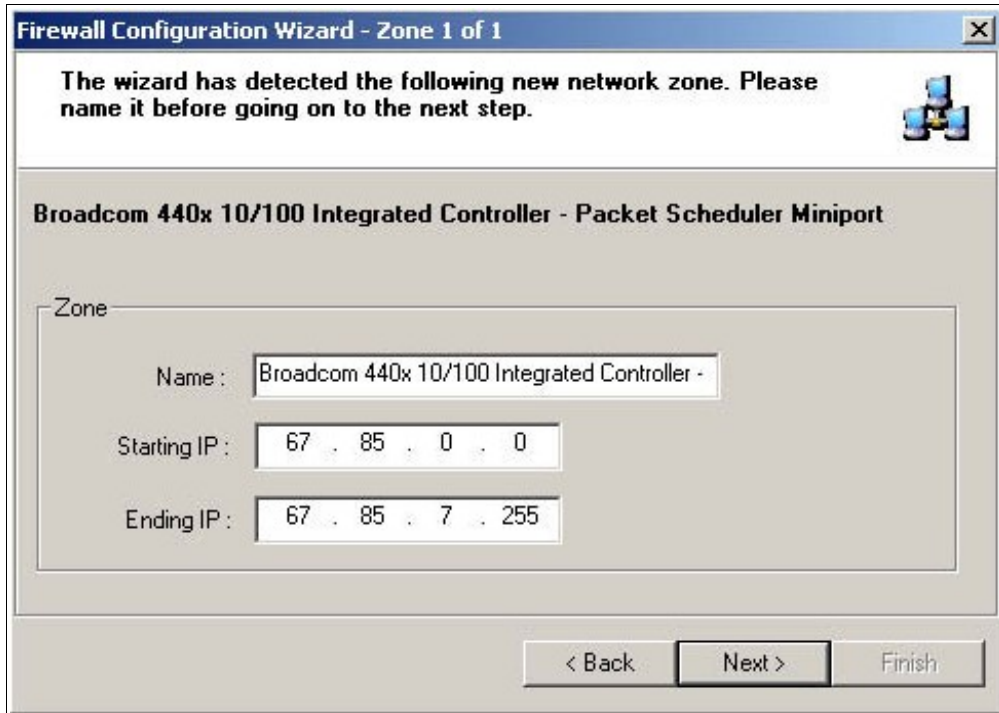 Firewall Configuration Wizard - Zone 1 of 1
The wizard has detected the following new network zone. Please
name it before going on to the next step.
Broadcom 440x 10/100 Integrated Controller - Packet Scheduler Miniport
Zone
Name : Broadcom 440x 10/100 Integrated Controller -
Starting IP : 67 . 85 . 0 . 0
Ending IP : 67 . 85 . 7 . 255
< Back Next > Finish